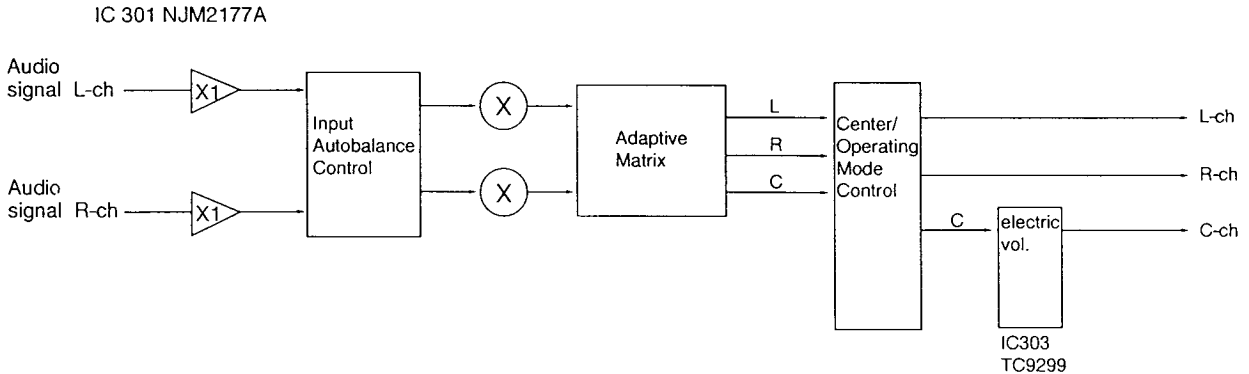 IC 301 NJM2177A
Audio
signal L-ch
X1
Input
Autobalance
Control
X
Adaptive
Matrix
L
R
C
Center/
Operating
Mode
Control
L-ch
R-ch
Audio
signal R-ch
X1
X
C
electric
vol.
C-ch
IC303
TC9299